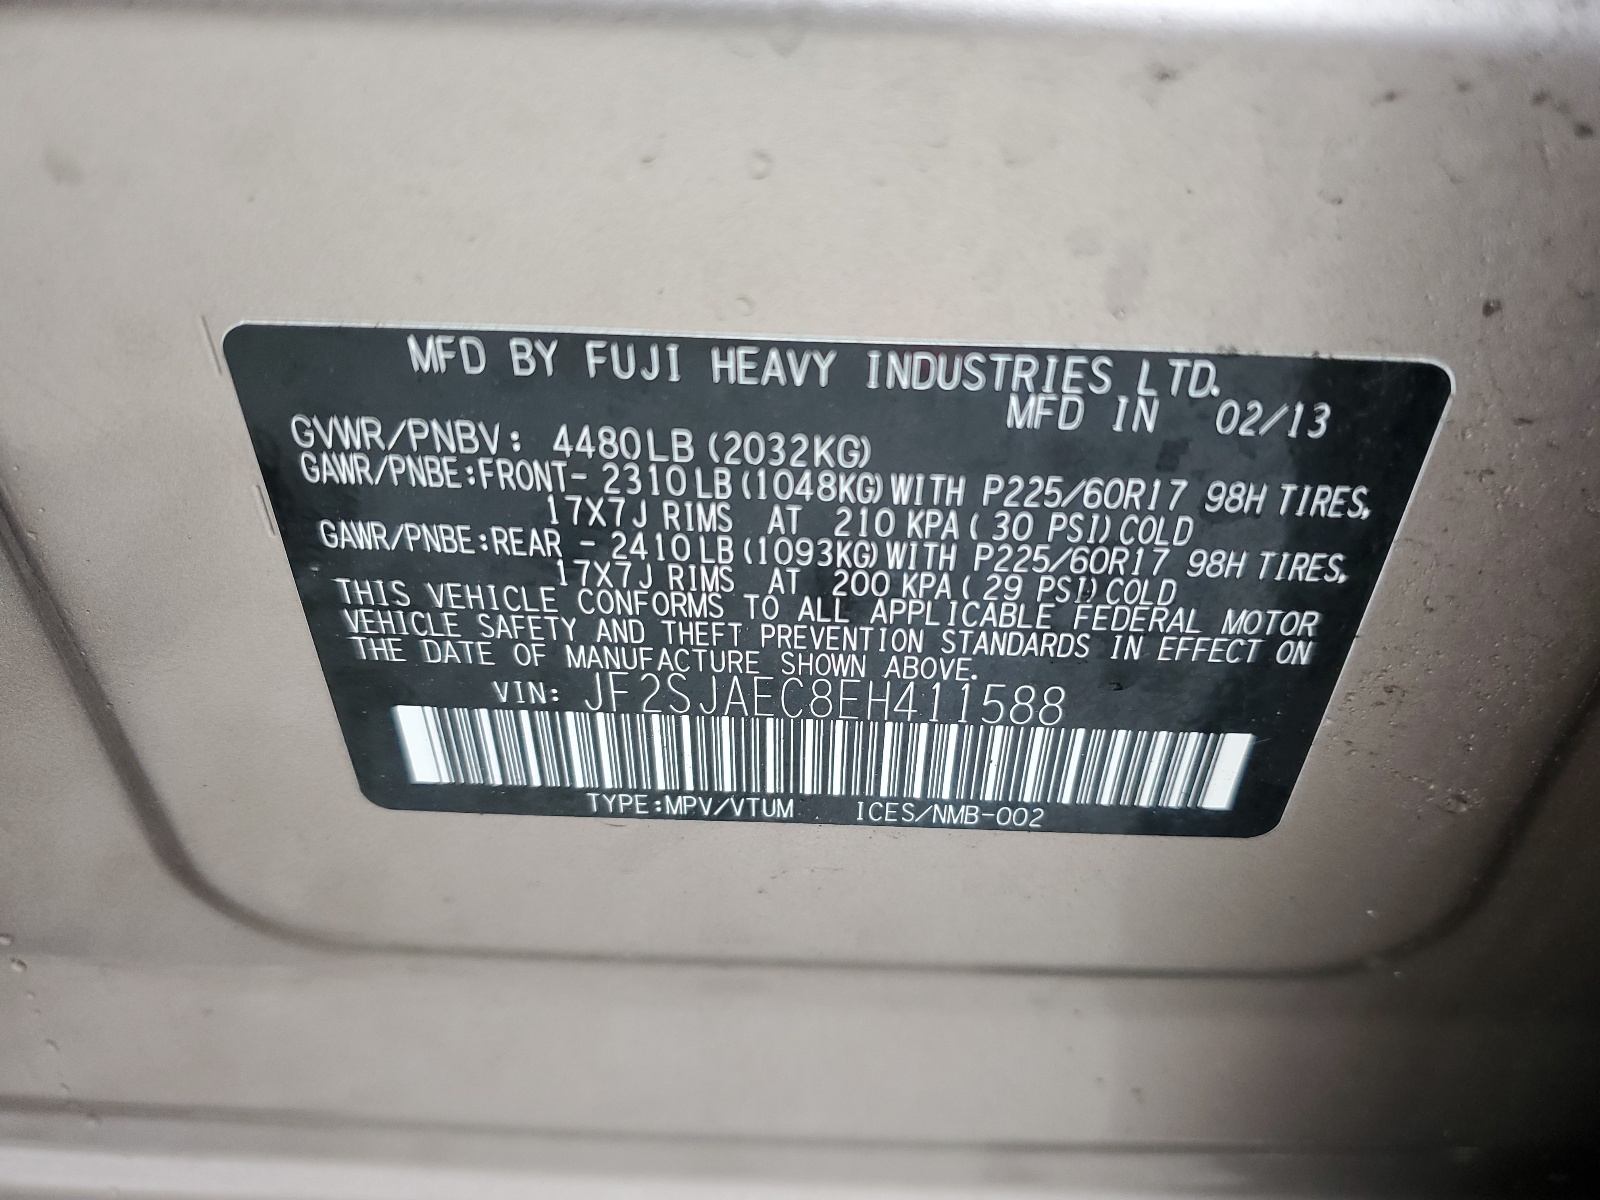 MFD BY FUJI HEAVY INDUSTRIES LTD.
MFD IN 02/13
GVWR/PNBV: 4480LB (2032KG)
GAWR/PNBE:FRONT- 2310LB (1048KG) WITH P225/60R17 98H TIRES,
17X7J RIMS AT 210 KPA ( 30 PSI) COLD
GAWR/PNBE:REAR - 2410LB (1093KG) WITH P225/60R17 98H TIRES,
17X7J RIMS AT 200 KPA ( 29 PSI) COLD
THIS VEHICLE CONFORMS TO ALL APPLICABLE FEDERAL MOTOR
VEHICLE SAFETY AND THEFT PREVENTION STANDARDS IN EFFECT ON
THE DATE OF MANUFACTURE SHOWN ABOVE.
VIN: JF2SJAEC8EH411588
TYPE:MPV/VTUM ICES/NMB-002